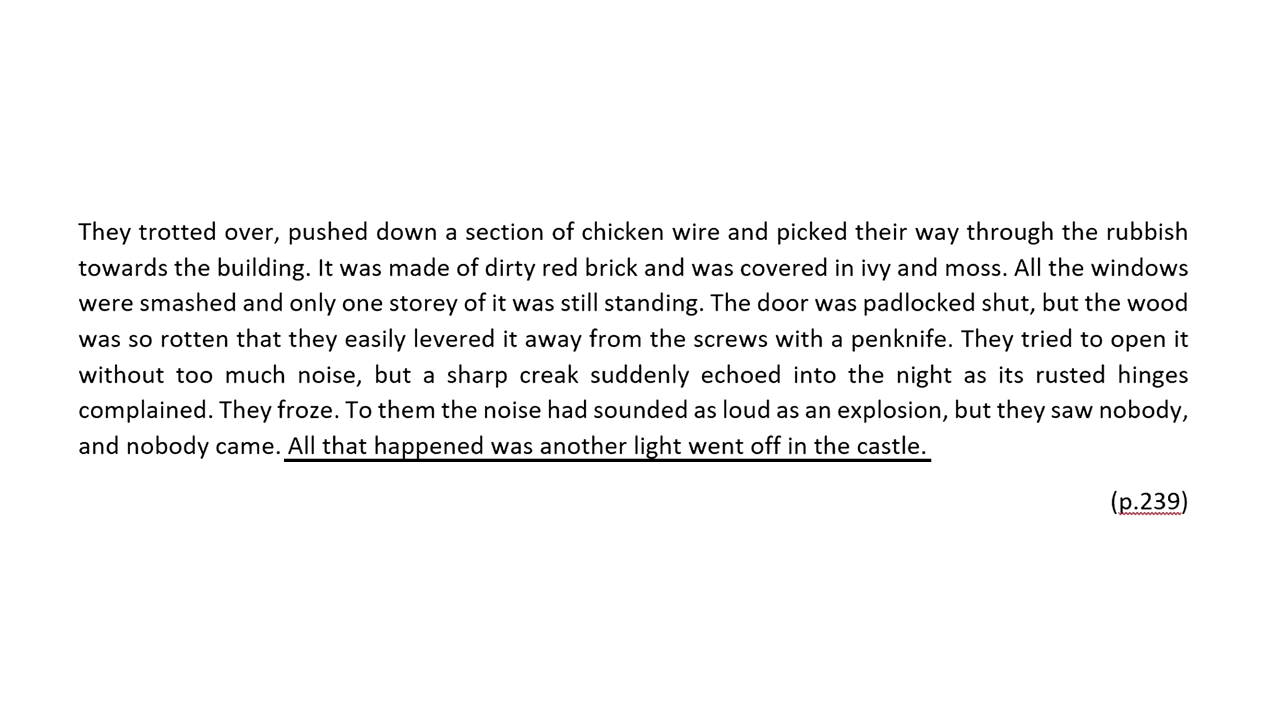 They trotted over, pushed down a section of chicken wire and picked their way through the rubbish
towards the building. It was made of dirty red brick and was covered in ivy and moss. All the windows
were smashed and only one storey of it was still standing. The door was padlocked shut, but the wood
was so rotten that they easily levered it away from the screws with a penknife. They tried to open it
without too much noise, but a sharp creak suddenly echoed into the night as its rusted hinges
complained. They froze. To them the noise had sounded as loud as an explosion, but they saw nobody,
and nobody came. All that happened was another light went off in the castle.
(p.239)